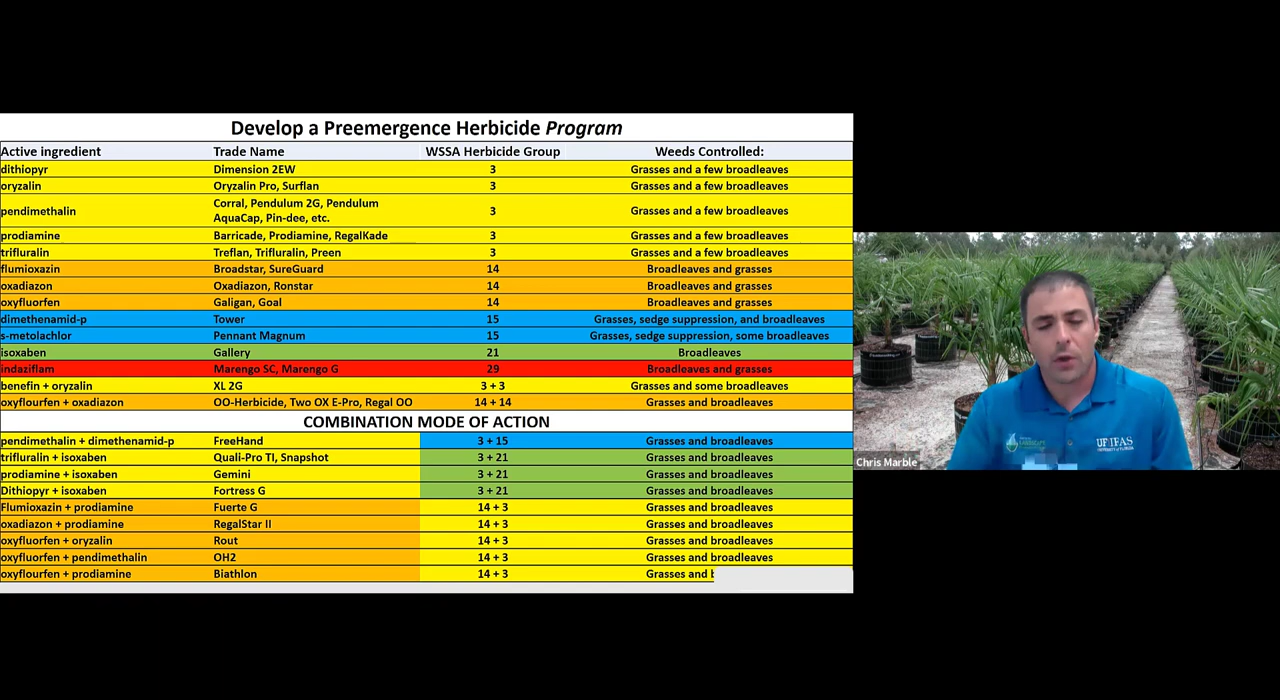 Develop a Preemergence Herbicide Program
Active ingredient Trade Name WSSA Herbicide Group Weeds Controlled:
dithiopyr Dimension 2EW 3 Grasses and a few broadleaves
oryzalin Oryzalin Pro, Surflan 3 Grasses and a few broadleaves
pendimethalin Corral, Pendulum 2G, Pendulum AquaCap, Pin-dee, etc. 3 Grasses and a few broadleaves
prodiamine Barricade, Prodiamine, RegalKade 3 Grasses and a few broadleaves
trifluralin Treflan, Trifluralin, Preen 3 Grasses and a few broadleaves
flumioxazin Broadstar, SureGuard 14 Broadleaves and grasses
oxadiazon Oxadiazon, Ronstar 14 Broadleaves and grasses
oxyfluorfen Galigan, Goal 14 Broadleaves and grasses
dimethenamid-p Tower 15 Grasses, sedge suppression, and broadleaves
s-metolachlor Pennant Magnum 15 Grasses, sedge suppression, some broadleaves
isoxaben Gallery 21 Broadleaves
indaziflam Marengo SC, Marengo G 29 Broadleaves and grasses
benefin + oryzalin XL 2G 3 + 3 Grasses and some broadleaves
oxyflourfen + oxadiazon OO-Herbicide, Two OX E-Pro, Regal OO 14 + 14 Grasses and broadleaves
COMBINATION MODE OF ACTION
pendimethalin + dimethenamid-p FreeHand 3 + 15 Grasses and broadleaves
trifluralin + isoxaben Quali-Pro TI, Snapshot 3 + 21 Grasses and broadleaves
prodiamine + isoxaben Gemini 3 + 21 Grasses and broadleaves
Dithiopyr + isoxaben Fortress G 3 + 21 Grasses and broadleaves
Flumioxazin + prodiamine Fuerte G 14 + 3 Grasses and broadleaves
oxadiazon + prodiamine RegalStar II 14 + 3 Grasses and broadleaves
oxyfluorfen + oryzalin Rout 14 + 3 Grasses and broadleaves
oxyfluorfen + pendimethalin OH2 14 + 3 Grasses and broadleaves
oxyflourfen + prodiamine Biathlon 14 + 3 Grasses and
Chris Marble
UF IFAS
UNIVERSITY of FLORIDA